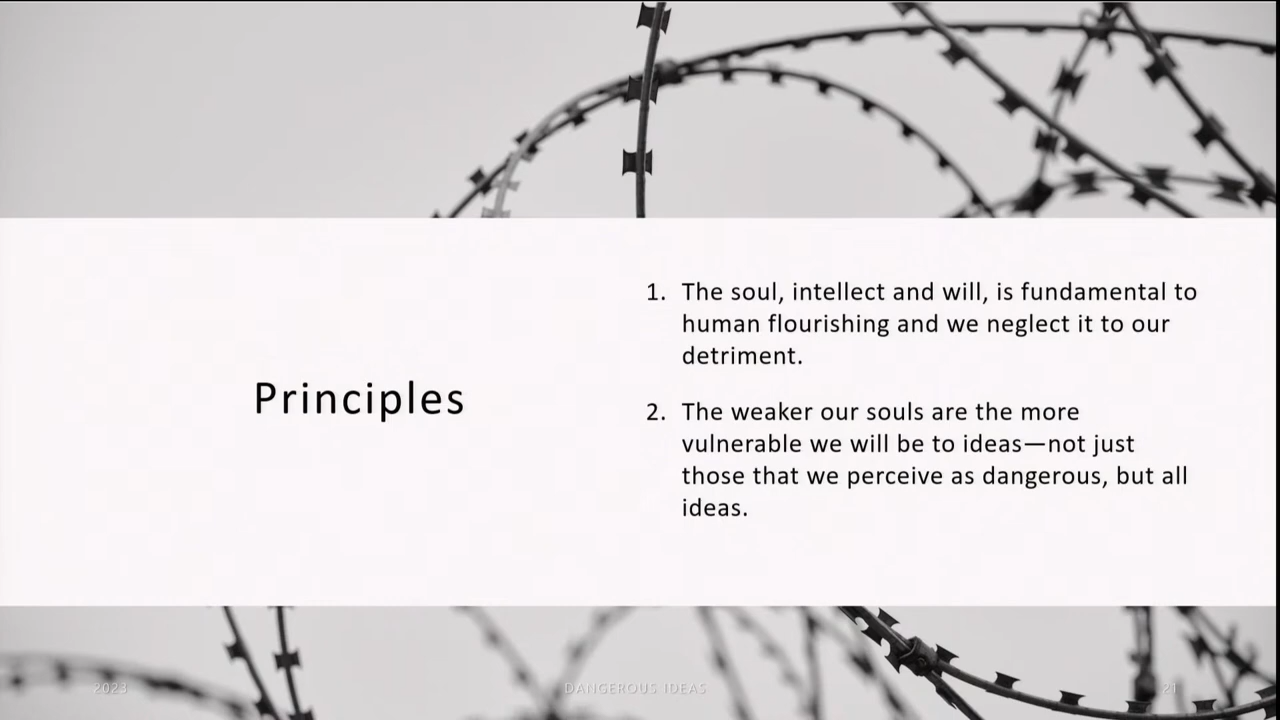 Principles
1. The soul, intellect and will, is fundamental to
human flourishing and we neglect it to our
detriment.
2. The weaker our souls are the more
vulnerable we will be to ideas—not just
those that we perceive as dangerous, but all
ideas.
2023
DANGEROUS IDEAS
21